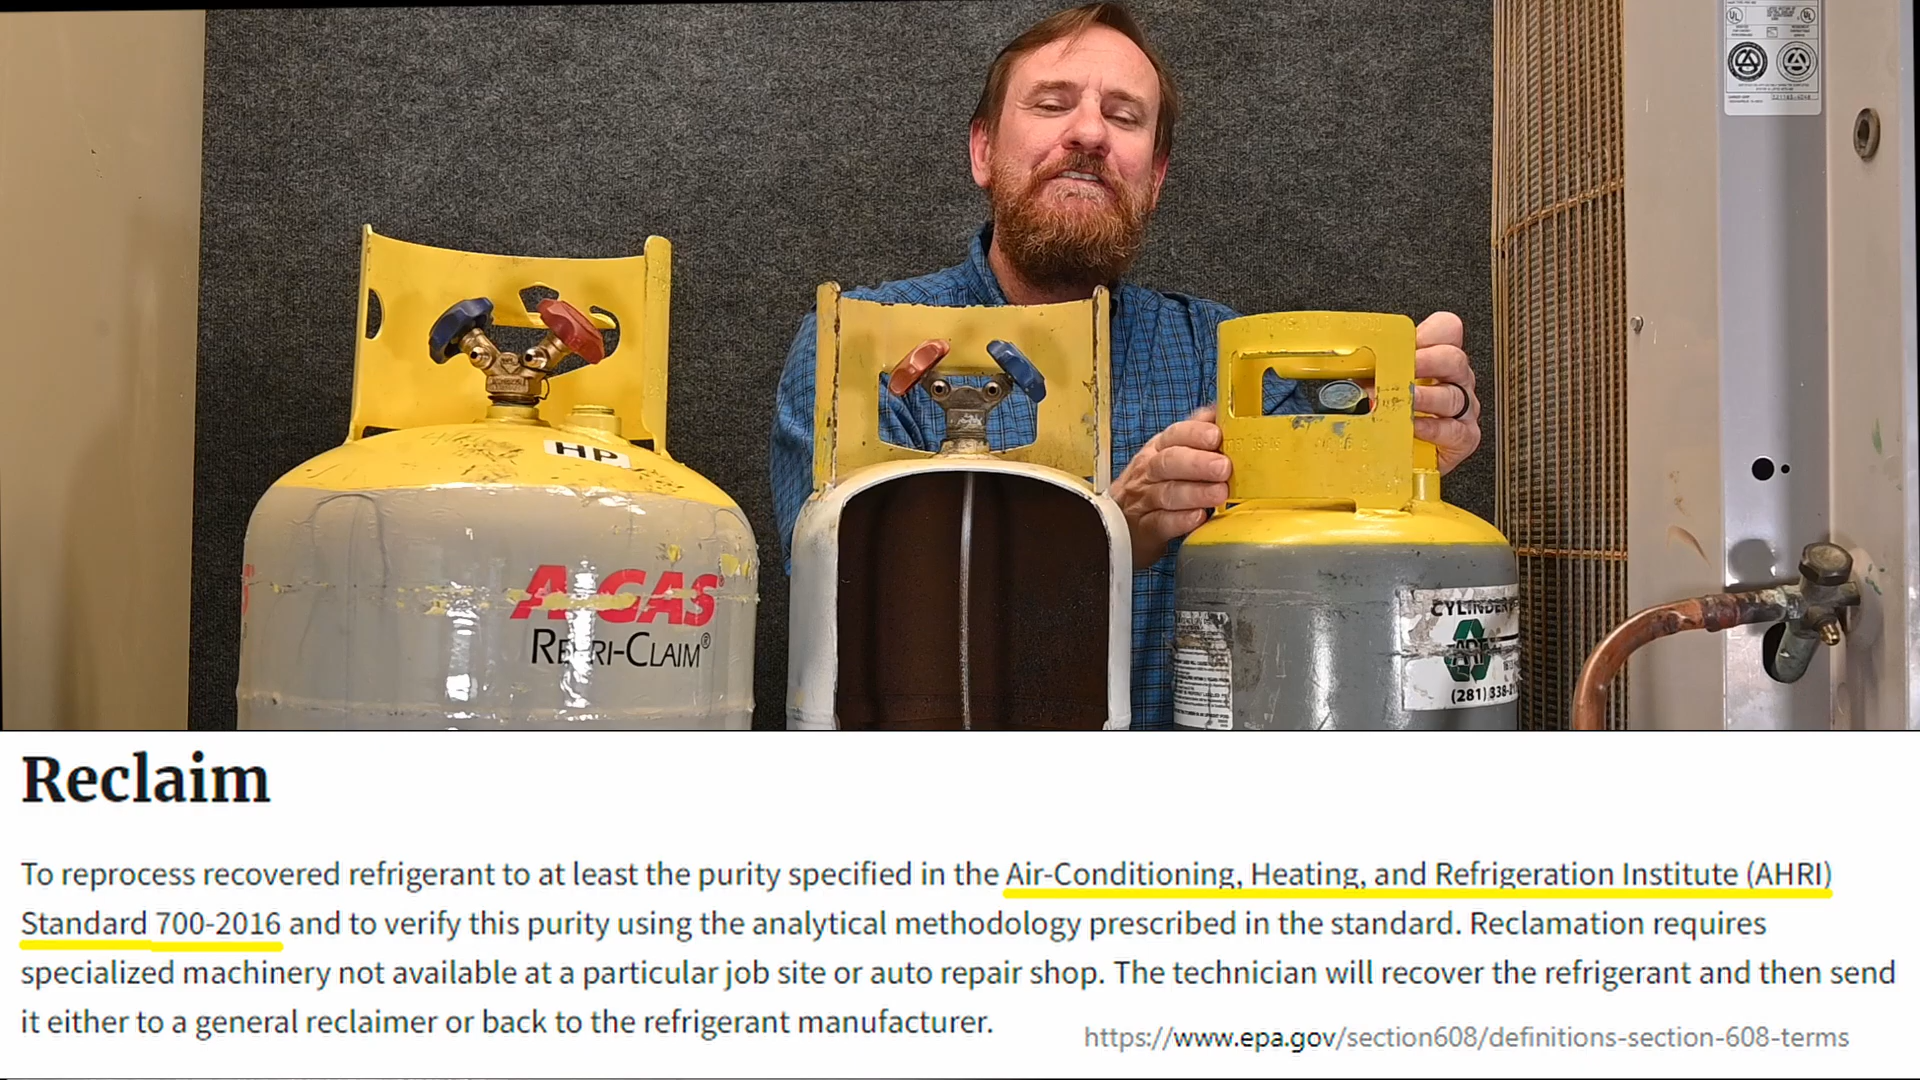 HP
A-GAS
REFRI-CLAIM®
CYLINDER
ARI
(281) 338-2
Reclaim
To reprocess recovered refrigerant to at least the purity specified in the Air-Conditioning, Heating, and Refrigeration Institute (AHRI)
Standard 700-2016 and to verify this purity using the analytical methodology prescribed in the standard. Reclamation requires
specialized machinery not available at a particular job site or auto repair shop. The technician will recover the refrigerant and then send
it either to a general reclaimer or back to the refrigerant manufacturer.
https://www.epa.gov/section608/definitions-section-608-terms